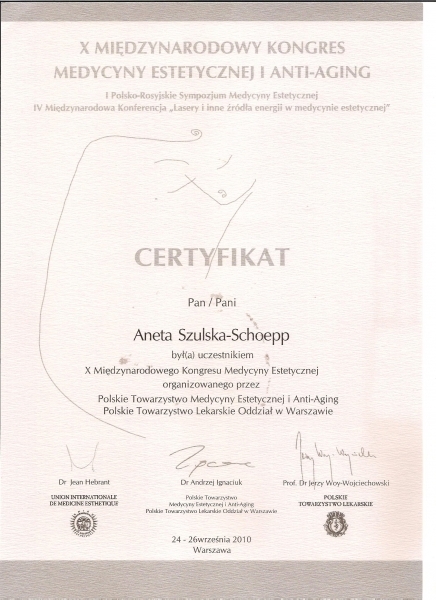 X MIĘDZYNARODOWY KONGRES
MEDYCYNY ESTETYCZNEJ I ANTI-AGING
I Polsko-Rosyjskie Sympozjum Medycyny Estetycznej
IV Międzynarodowa Konferencja „Lasery i inne źródła energii w medycynie estetycznej"
CERTYFIKAT
Pan / Pani
Aneta Szulska-Schoepp
był(a) uczestnikiem
X Międzynarodowego Kongresu Medycyny Estetycznej
organizowanego przez
Polskie Towarzystwo Medycyny Estetycznej i Anti-Aging
Polskie Towarzystwo Lekarskie Oddział w Warszawie
Jerzy Woy-Wojciechowski
Dr Jean Hebrant
Dr Andrzej Ignaciuk
Prof. Dr Jerzy Woy-Wojciechowski
UNION INTERNATIONALE
DE MEDECINE ESTHETIQUE
Polskie Towarzystwo
Medycyny Estetycznej i Anti-Aging
Polskie Towarzystwo Lekarskie Oddział w Warszawie
POLSKIE
TOWARZYSTWO LEKARSKIE
24 - 26września 2010
Warszawa